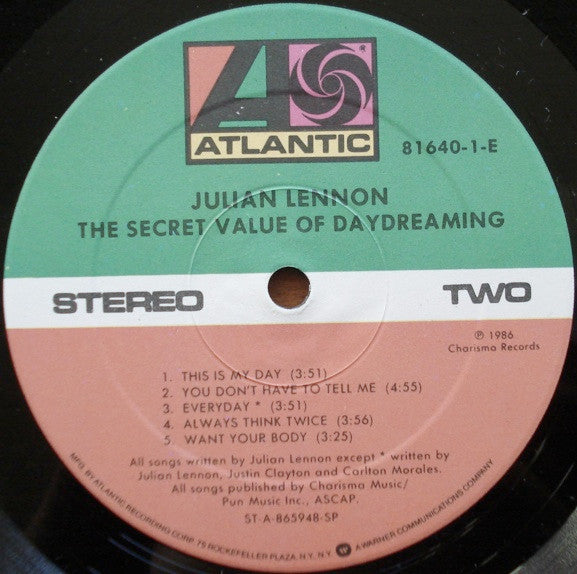 ATLANTIC
81640-1-E
JULIAN LENNON
THE SECRET VALUE OF DAYDREAMING
STEREO
TWO
℗ 1986
Charisma Records
1. THIS IS MY DAY (3:51)
2. YOU DON'T HAVE TO TELL ME (4:55)
3. EVERYDAY * (3:51)
4. ALWAYS THINK TWICE (3:56)
5 WANT YOUR BODY (3:25)
All songs written by Julian Lennon except * written by
Julian Lennon, Justin Clayton and Carlton Morales.
All songs published by Charisma Music/
Pun Music Inc., ASCAP.
ST-A-865948-SP
MFG. BY ATLANTIC RECORDING CORP. 75 ROCKEFELLER PLAZA, N.Y., N.Y. W A WARNER COMMUNICATIONS COMPANY